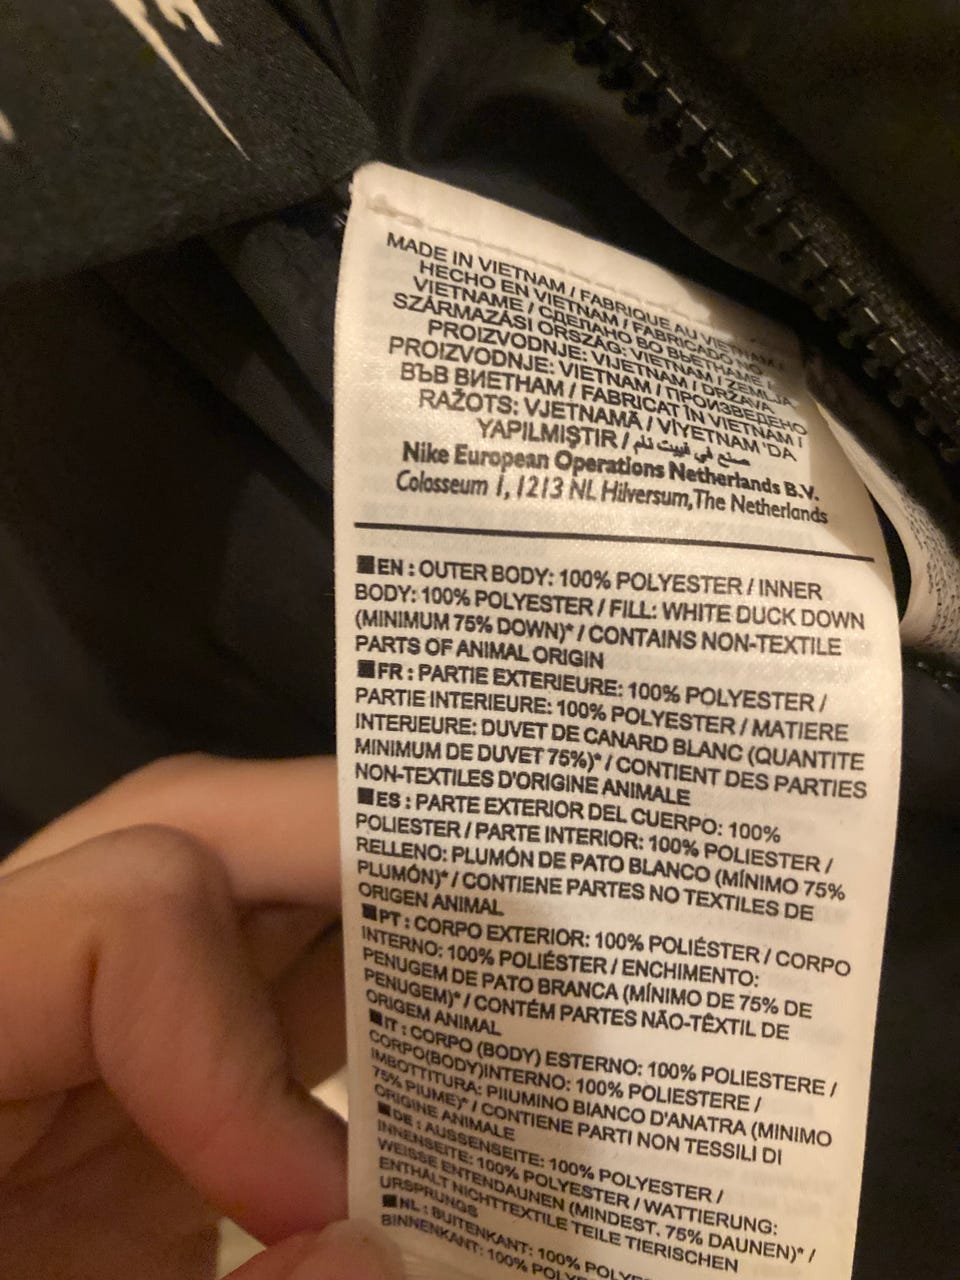 MADE IN VIETNAM / FABRIQUE AU VIETNAM /
HECHO EN VIETNAM / FABRICADO NO
VIETNAME / СДЕЛАНО ВО ВЬЕТНАМЕ /
SZÁRMAZÁSI ORSZÁG: VIETNAM / ZEMLJA
PROIZVODNJE: VIJETNAM / DRŽAVA
PROIZVODNJE: VIETNAM / ПРОИЗВЕДЕНО
ВЪВ ВИЕТНАМ / FABRICAT ÎN VIETNAM /
RAŽOTS: VJETNAMĀ / VİYETNAM 'DA
YAPILMIŞTIR / صنع في فييت نام
Nike European Operations Netherlands B.V.
Colosseum 1, 1213 NL Hilversum, The Netherlands
EN : OUTER BODY: 100% POLYESTER / INNER
BODY: 100% POLYESTER / FILL: WHITE DUCK DOWN
(MINIMUM 75% DOWN)* / CONTAINS NON-TEXTILE
PARTS OF ANIMAL ORIGIN
FR : PARTIE EXTERIEURE: 100% POLYESTER /
PARTIE INTERIEURE: 100% POLYESTER / MATIERE
INTERIEURE: DUVET DE CANARD BLANC (QUANTITE
MINIMUM DE DUVET 75%)* / CONTIENT DES PARTIES
NON-TEXTILES D'ORIGINE ANIMALE
ES : PARTE EXTERIOR DEL CUERPO: 100%
POLIESTER / PARTE INTERIOR: 100% POLIESTER /
RELLENO: PLUMÓN DE PATO BLANCO (MÍNIMO 75%
PLUMÓN)* / CONTIENE PARTES NO TEXTILES DE
ORIGEN ANIMAL
PT : CORPO EXTERIOR: 100% POLIÉSTER / CORPO
INTERNO: 100% POLIÉSTER / ENCHIMENTO:
PENUGEM DE PATO BRANCA (MÍNIMO DE 75% DE
PENUGEM)* / CONTÉM PARTES NÃO-TÊXTIL DE
ORIGEM ANIMAL
IT : CORPO (BODY) ESTERNO: 100% POLIESTERE /
CORPO(BODY)INTERNO: 100% POLIESTERE /
IMBOTTITURA: PIIUMINO BIANCO D'ANATRA (MINIMO
75% PIUME)* / CONTIENE PARTI NON TESSILI DI
ORIGINE ANIMALE
DE : AUSSENSEITE: 100% POLYESTER /
INNENSEITE: 100% POLYESTER / WATTIERUNG:
WEISSE ENTENDAUNEN (MINDEST. 75% DAUNEN)* /
ENTHÄLT NICHTTEXTILE TEILE TIERISCHEN
URSPRUNGS
NL : BUITENKANT: 100%
BINNENKANT: 100%